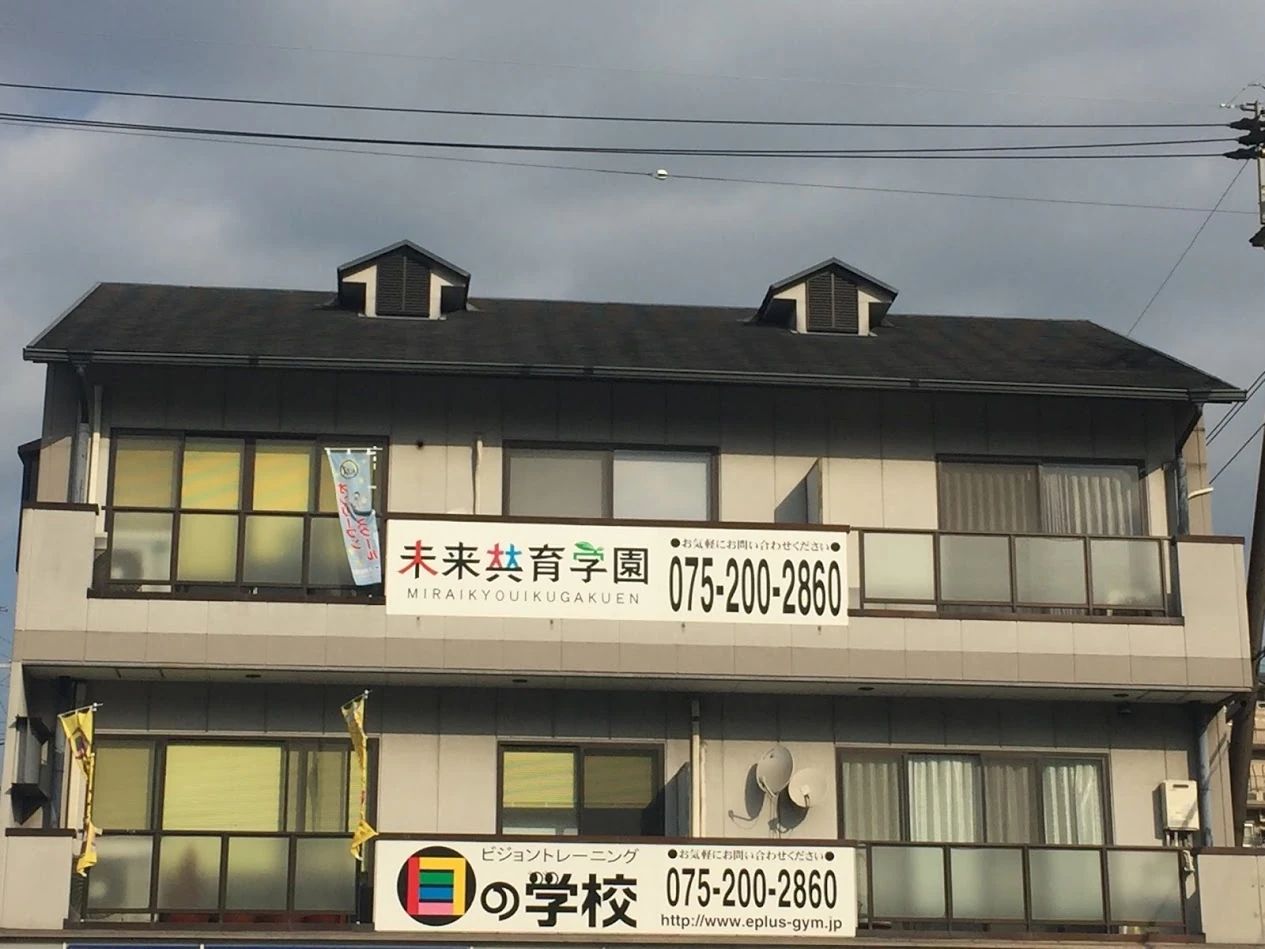 未来共育学園
MIRAIKYOUIKUGAKUEN
●お気軽にお問い合わせください●
075-200-2860
ビジョントレーニング
目の学校
●お気軽にお問い合わせください●
075-200-2860
http://www.eplus-gym.jp